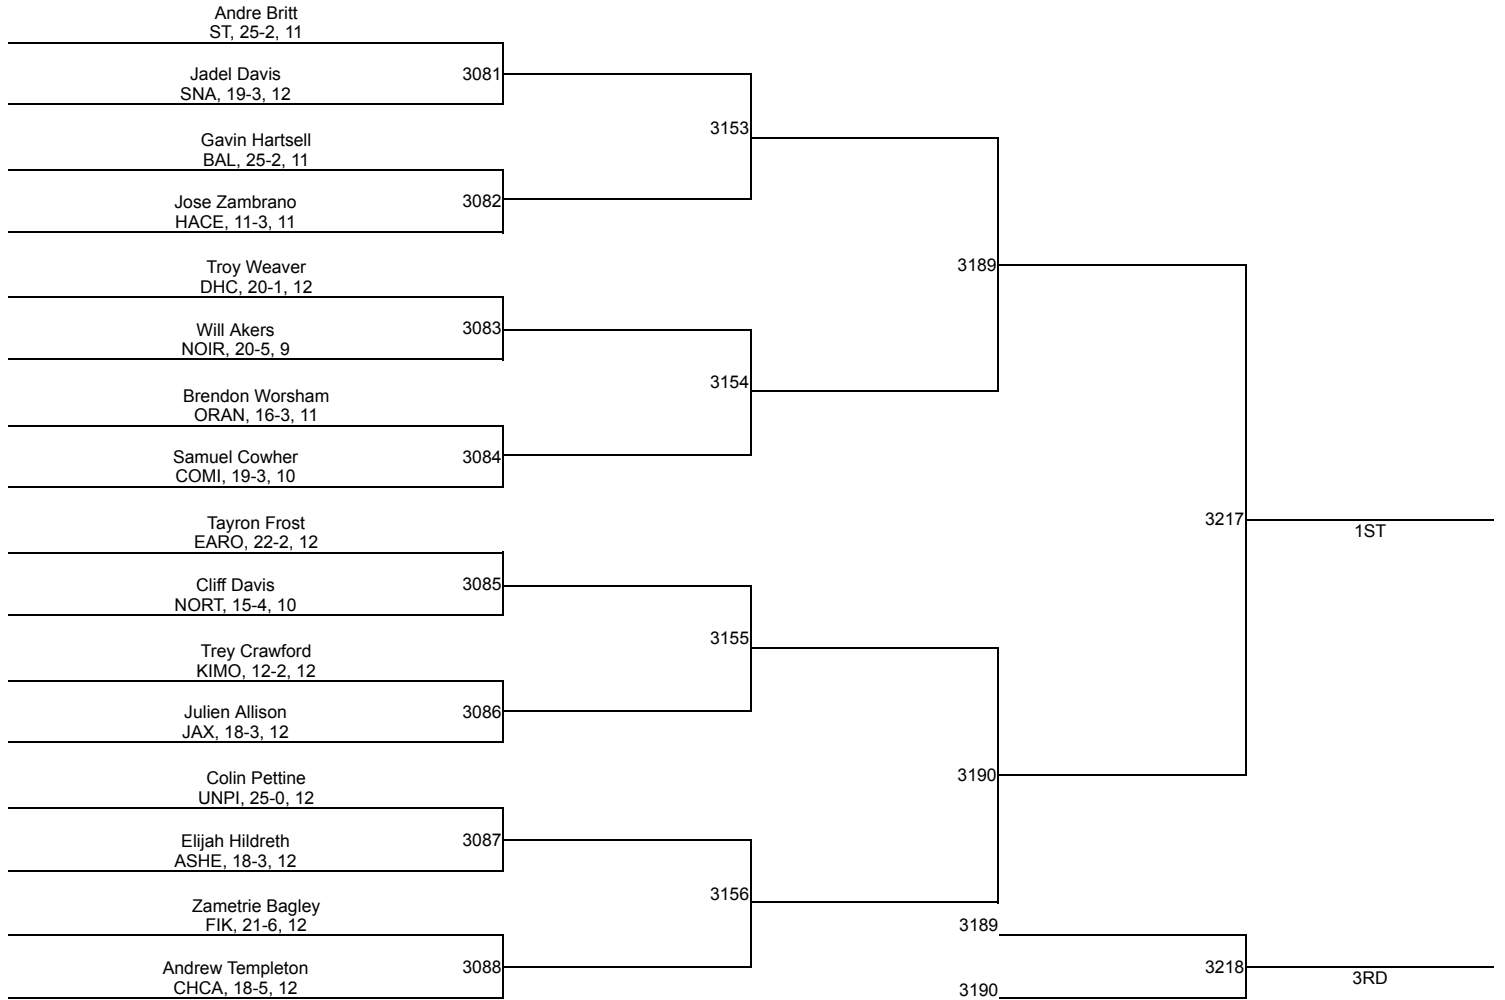 Andre Britt
ST, 25-2, 11
3081
Jadel Davis
SNA, 19-3, 12
3153
Gavin Hartsell
BAL, 25-2, 11
3082
Jose Zambrano
HACE, 11-3, 11
3189
Troy Weaver
DHC, 20-1, 12
3083
Will Akers
NOIR, 20-5, 9
3154
Brendon Worsham
ORAN, 16-3, 11
3084
Samuel Cowher
COMI, 19-3, 10
3217
1ST
Tayron Frost
EARO, 22-2, 12
3085
Cliff Davis
NORT, 15-4, 10
3155
Trey Crawford
KIMO, 12-2, 12
3086
Julien Allison
JAX, 18-3, 12
3190
Colin Pettine
UNPI, 25-0, 12
3087
Elijah Hildreth
ASHE, 18-3, 12
3156
Zametrie Bagley
FIK, 21-6, 12
3189
3088
Andrew Templeton
CHCA, 18-5, 12
3218
3RD
3190